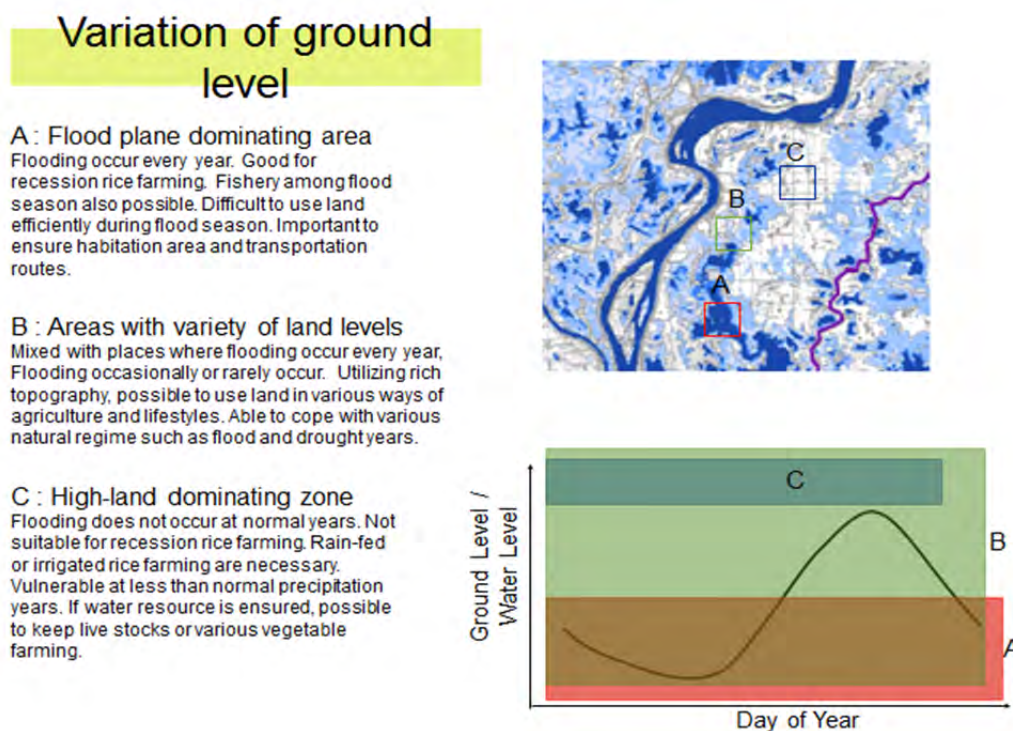 Variation of ground
level
A : Flood plane dominating area
Flooding occur every year. Good for
recession rice farming. Fishery among flood
season also possible. Difficult to use land
efficiently during flood season. Important to
ensure habitation area and transportation
routes.
B : Areas with variety of land levels
Mixed with places where flooding occur every year,
Flooding occasionally or rarely occur. Utilizing rich
topography, possible to use land in various ways of
agriculture and lifestyles. Able to cope with various
natural regime such as flood and drought years.
C : High-land dominating zone
Flooding does not occur at normal years. Not
suitable for recession rice farming. Rain-fed
or irrigated rice farming are necessary.
Vulnerable at less than normal precipitation
years. If water resource is ensured, possible
to keep live stocks or various vegetable
farming.
C
B
A
Ground Level /
Water Level
C
B
A
Day of Year